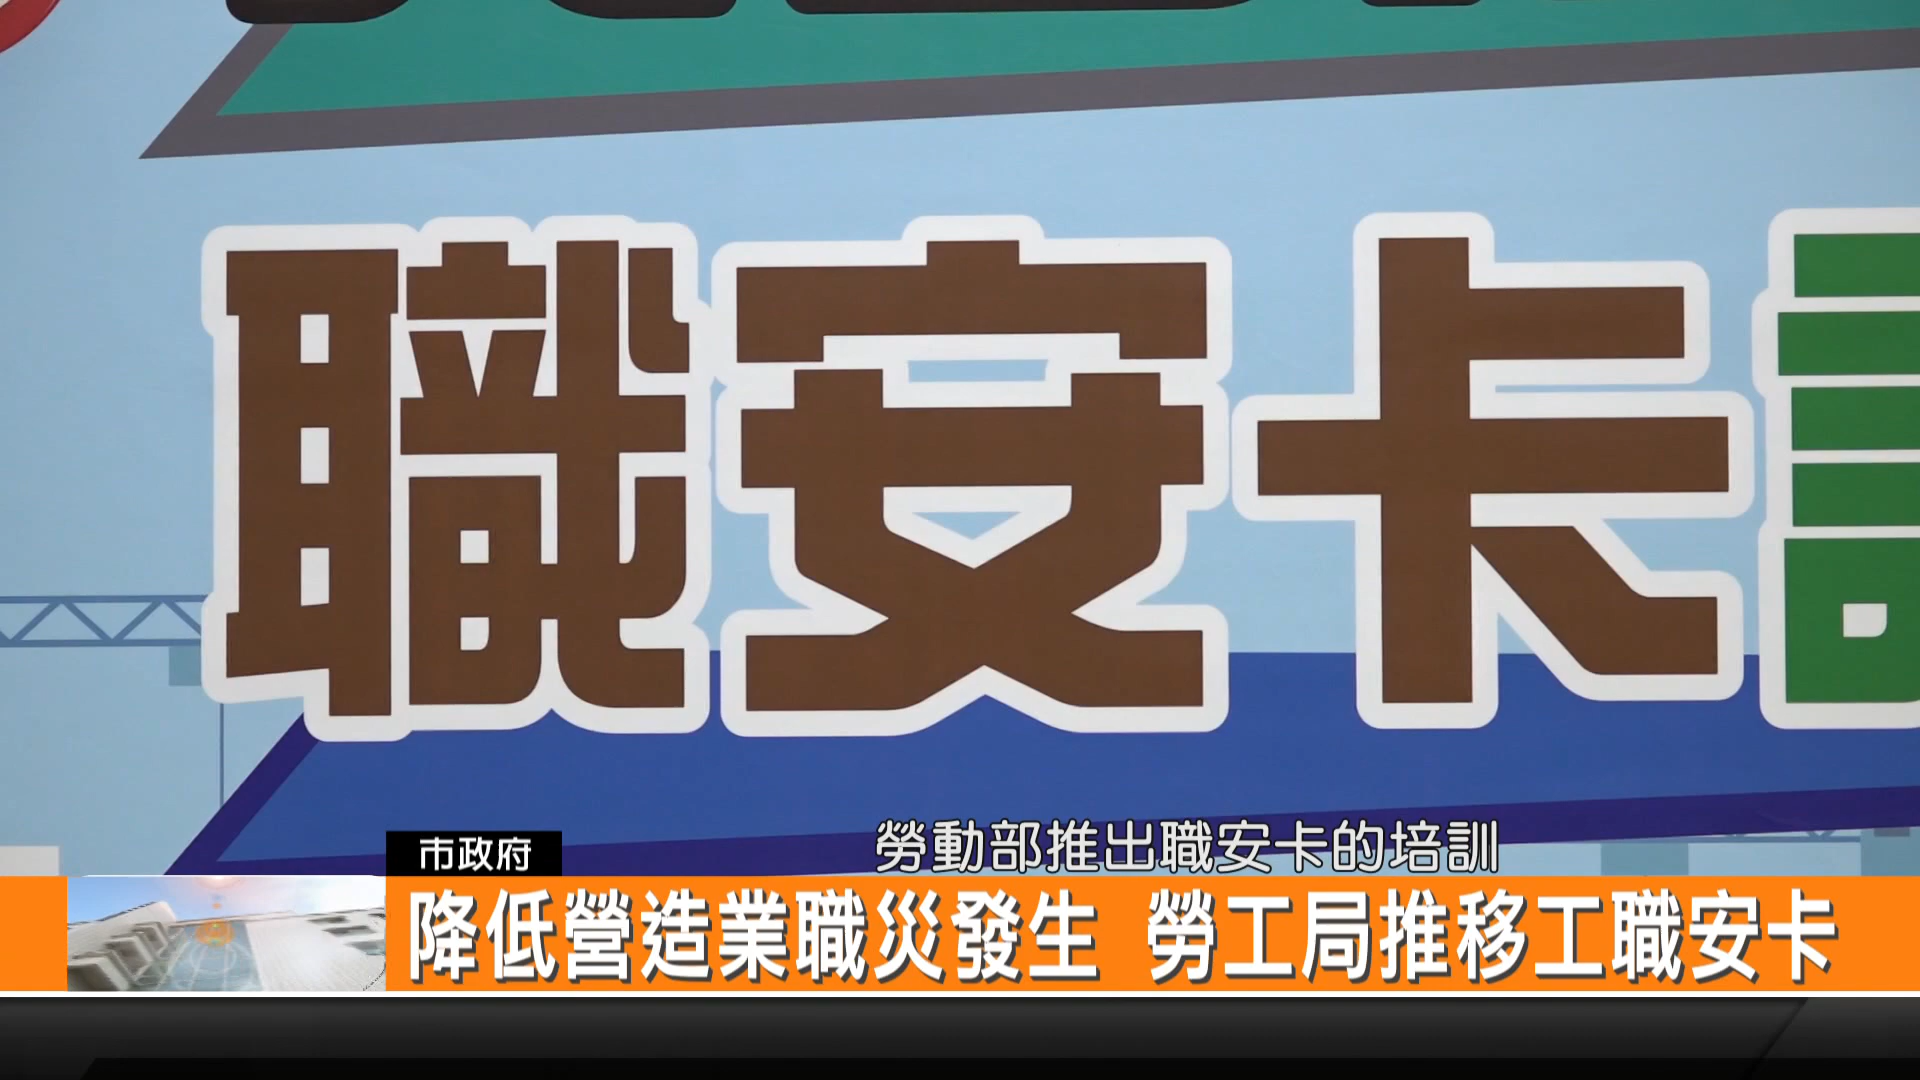 職安卡
勞動部推出職安卡的培訓
市政府
降低營造業職災發生 勞工局推移工職安卡